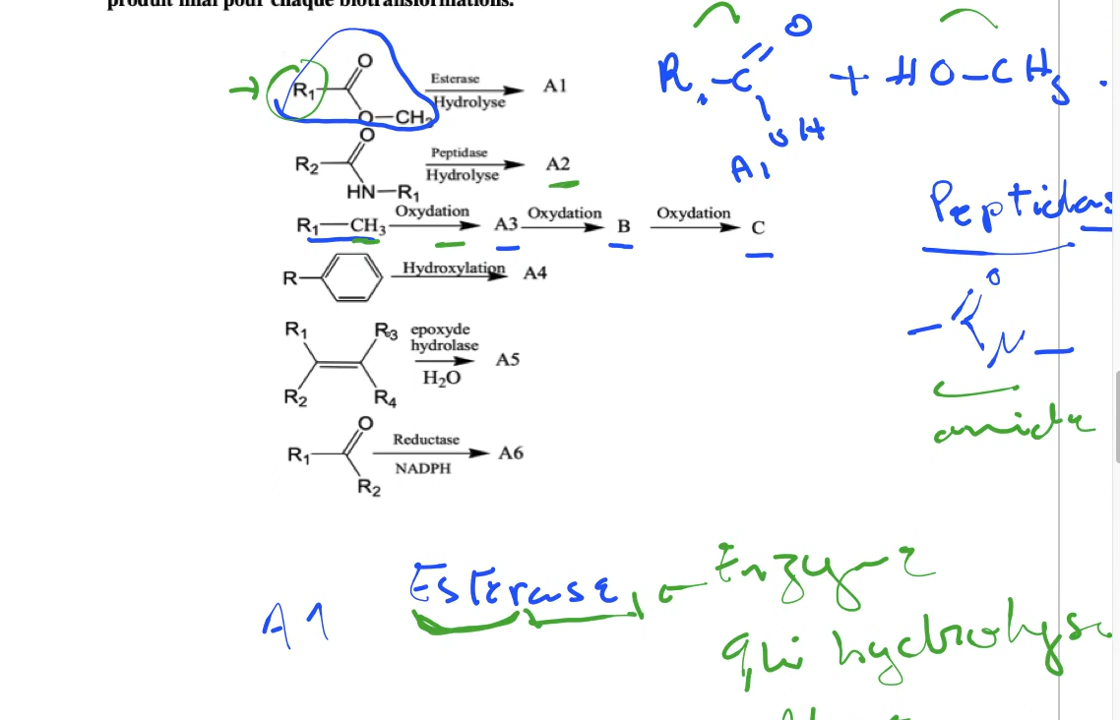 produit final pour chaque biotransformations.
R1 O O—CH3 Esterase Hydrolyse A1
R2 O HN—R1 Peptidase Hydrolyse A2
R1—CH3 Oxydation A3 Oxydation B Oxydation C
R Hydroxylation A4
R1 R2 R3 R4 epoxyde hydrolase H2O A5
R1 O R2 Reductase NADPH A6
R1-C O OH + HO-CH3
A1
Peptidas
O
N
amide
A1 Esterase Enzyme
qui hydrolyse